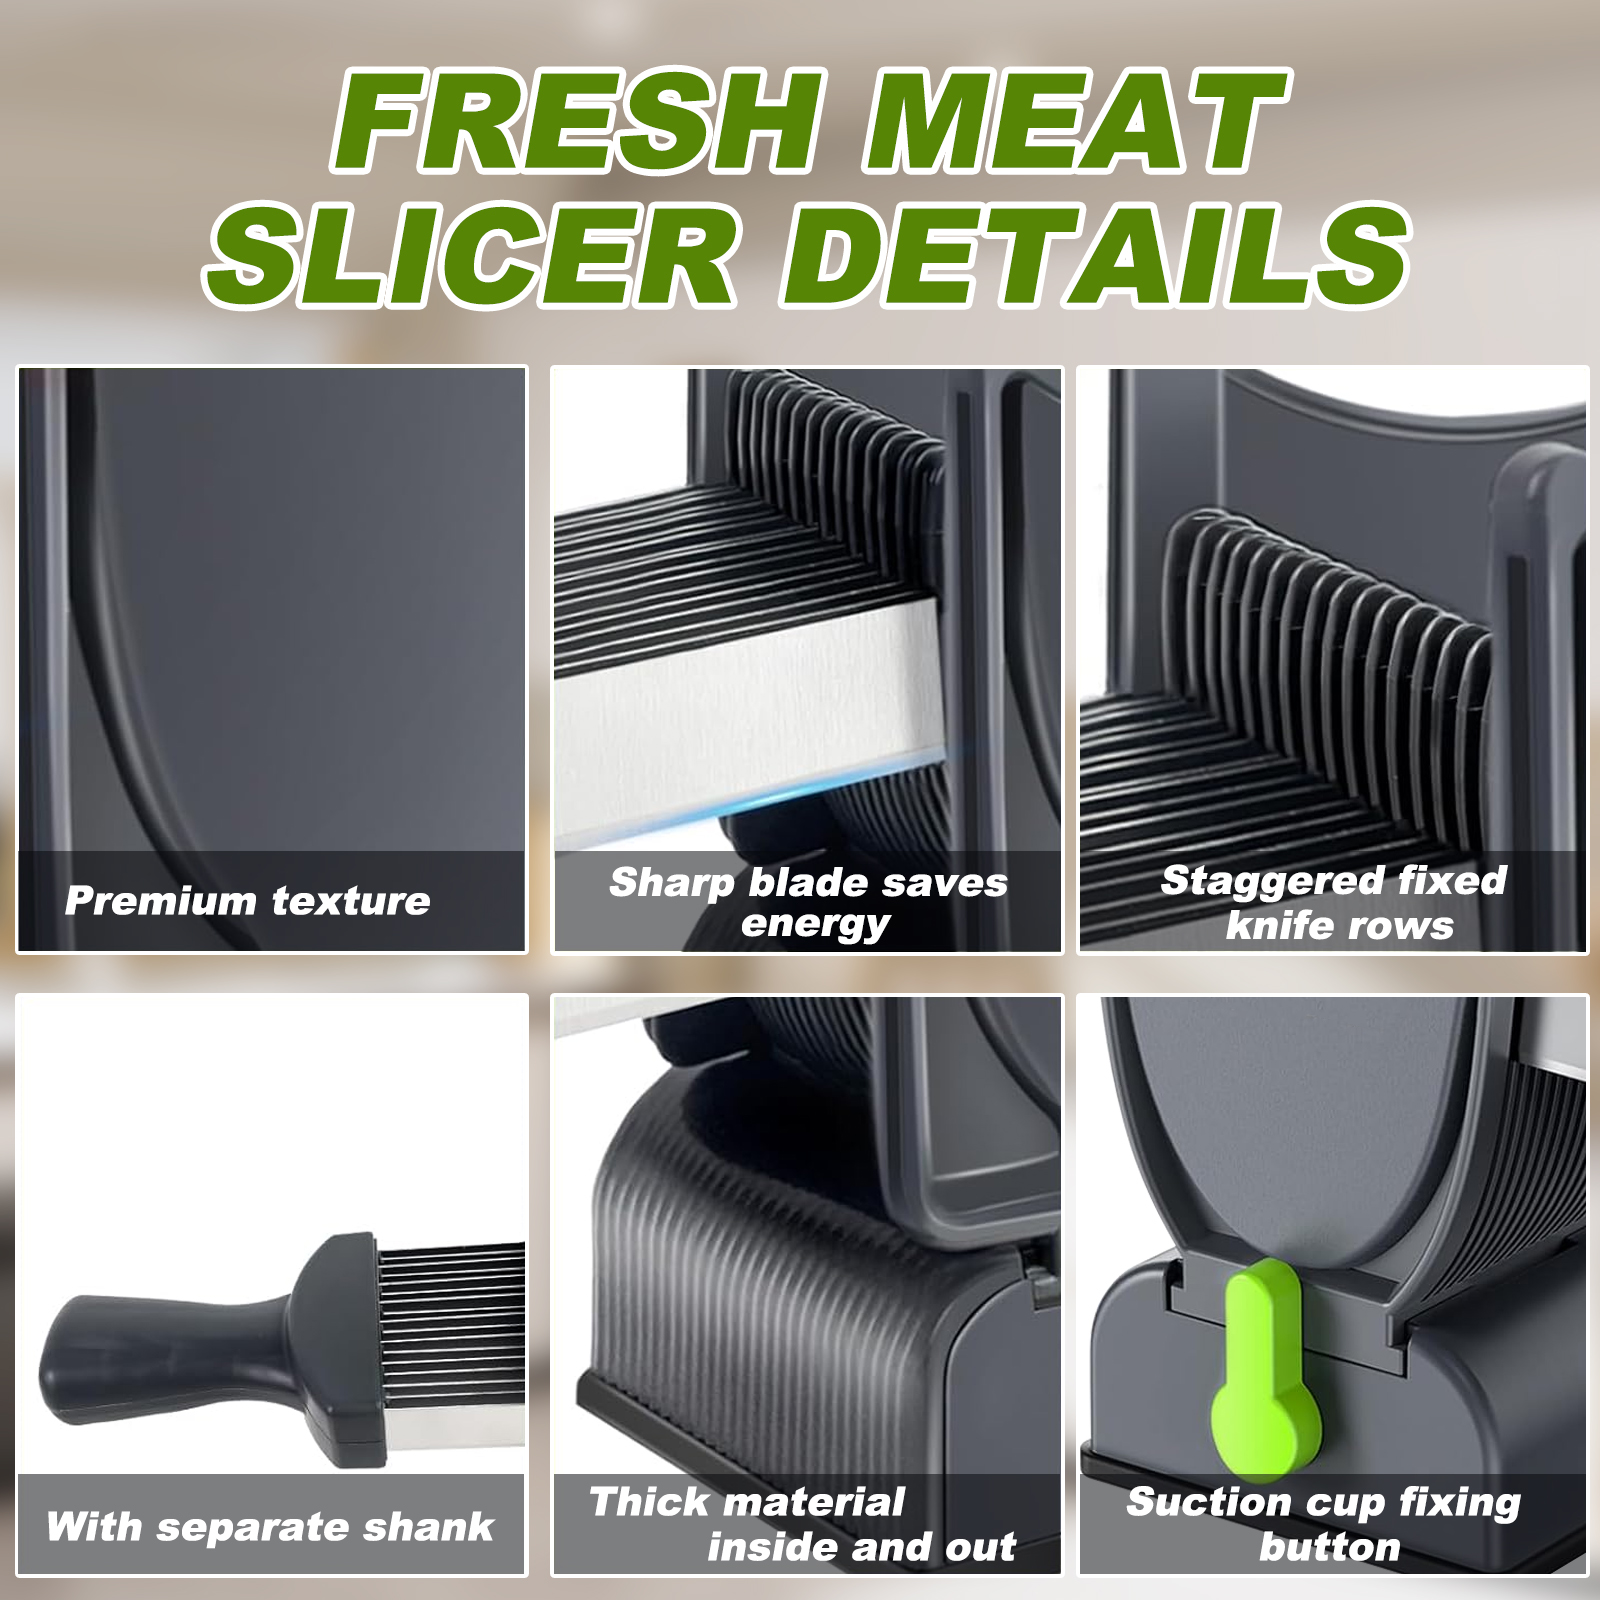 FRESH MEAT
SLICER DETAILS
Premium texture
Sharp blade saves
energy
Staggered fixed
knife rows
With separate shank
Thick material
inside and out
Suction cup fixing
button